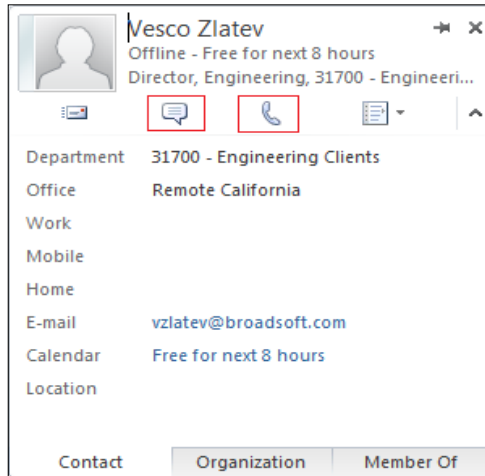 Vesco Zlatev
Offline - Free for next 8 hours
Director, Engineering, 31700 - Engineeri...
Department 31700 - Engineering Clients
Office Remote California
Work
Mobile
Home
E-mail vzlatev@broadsoft.com
Calendar Free for next 8 hours
Location
Contact Organization Member Of